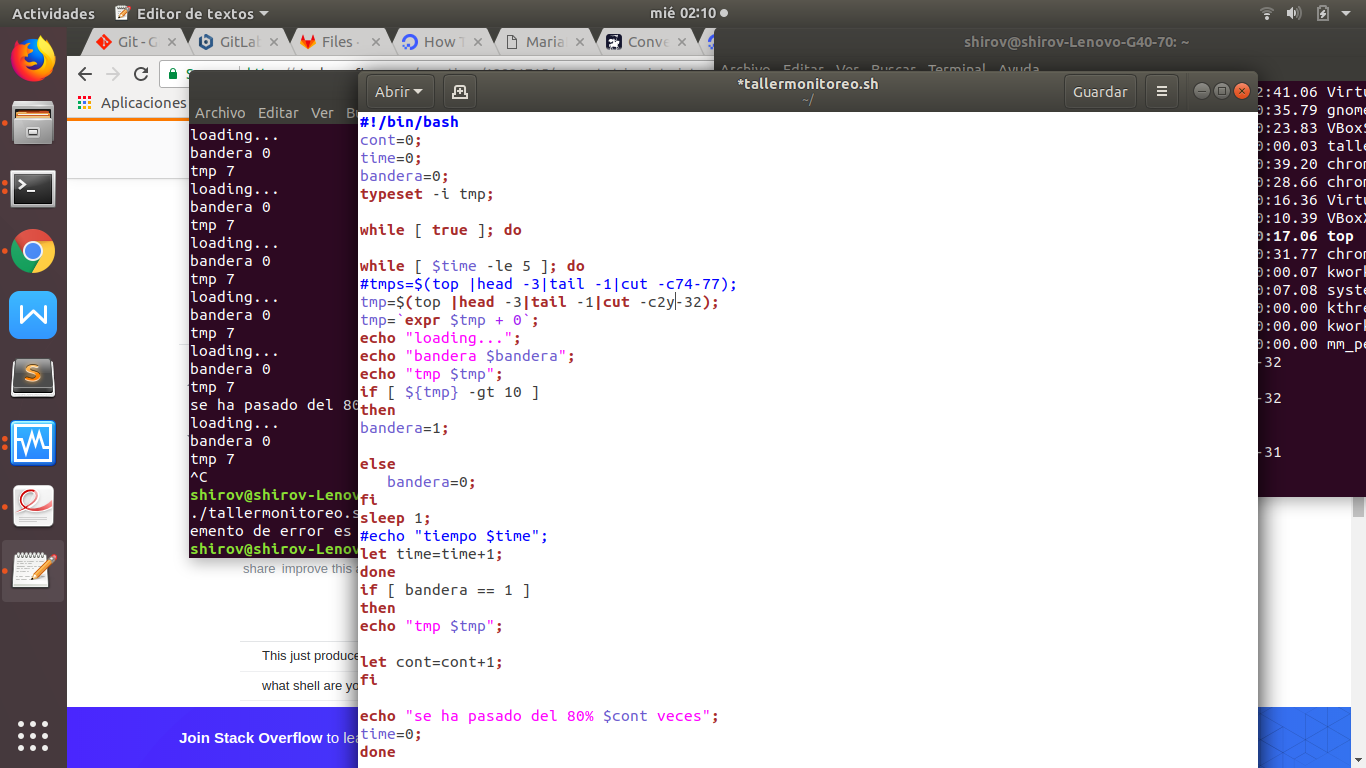 Actividades
Editor de textos
mié 02:10
Git - G
GitLab
Files -
How T
Maria
Conve
shirov@shirov-Lenovo-G40-70: ~
Aplicaciones
Archivo Editar Ver
loading...
bandera 0
tmp 7
loading...
bandera 0
tmp 7
loading...
bandera 0
tmp 7
loading...
bandera 0
tmp 7
loading...
bandera 0
tmp 7
se ha pasado del 80
loading...
bandera 0
tmp 7
^C
shirov@shirov-Lenov
./tallermonitoreo.s
emento de error es
shirov@shirov-Lenov
share improve this a
This just produce
what shell are yo
Join Stack Overflow to lea
Abrir
*tallermonitoreo.sh
~/
Guardar
#!/bin/bash
cont=0;
time=0;
bandera=0;
typeset -i tmp;
while [ true ]; do
while [ $time -le 5 ]; do
#tmps=$(top |head -3|tail -1|cut -c74-77);
tmp=$(top |head -3|tail -1|cut -c2y-32);
tmp=`expr $tmp + 0`;
echo "loading...";
echo "bandera $bandera";
echo "tmp $tmp";
if [ ${tmp} -gt 10 ]
then
bandera=1;
else
   bandera=0;
fi
sleep 1;
#echo "tiempo $time";
let time=time+1;
done
if [ bandera == 1 ]
then
echo "tmp $tmp";
let cont=cont+1;
fi
echo "se ha pasado del 80% $cont veces";
time=0;
done
Archivo Editar Ver Buscar Terminal Ayuda
2:41.06 Virtu
0:35.79 gnome
0:23.83 VBoxS
0:00.03 talle
0:39.20 chrom
0:28.66 chrom
0:16.36 Virtu
0:10.39 VBoxX
0:17.06 top
0:31.77 chrom
0:00.07 kwork
0:07.08 syste
0:00.00 kthre
0:00.00 kwork
0:00.00 mm_pe
-32
-32
-31